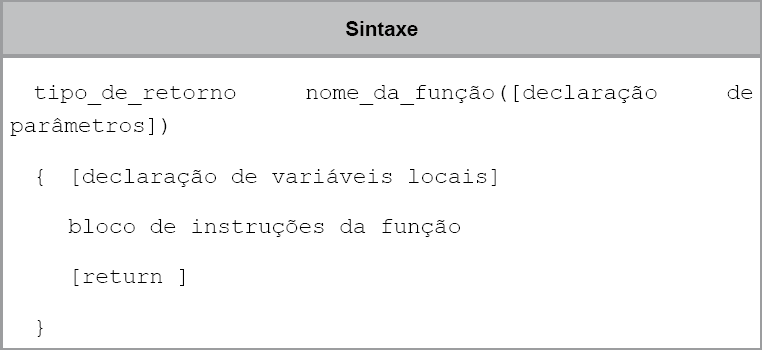 Sintaxe
tipo_de_retorno nome_da_função([declaração de
parâmetros])
{ [declaração de variáveis locais]
bloco de instruções da função
[return ]
}